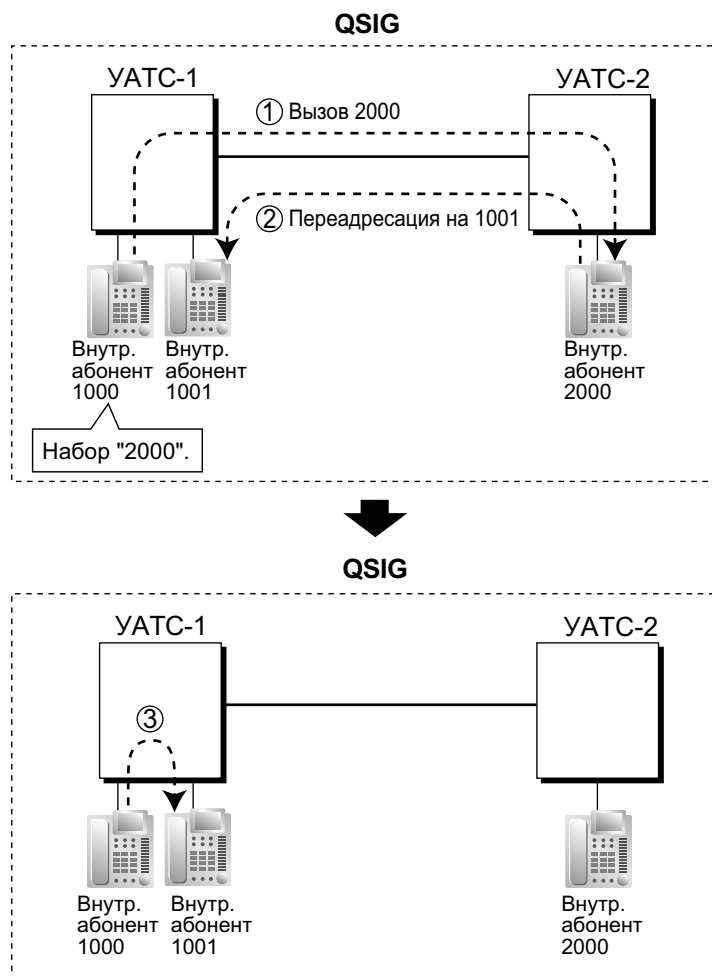 QSIG
УАТС-1
УАТС-2
① Вызов 2000
② Переадресация на 1001
Внутр.
абонент
1000
Внутр.
абонент
1001
Внутр.
абонент
2000
Набор "2000".
QSIG
УАТС-1
УАТС-2
③
Внутр.
абонент
1000
Внутр.
абонент
1001
Внутр.
абонент
2000